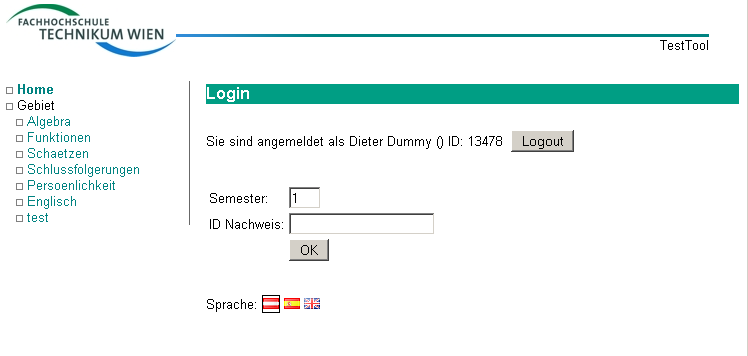 FACHHOCHSCHULE
TECHNIKUM WIEN
TestTool
Home
Gebiet
Algebra
Funktionen
Schaetzen
Schlussfolgerungen
Persoenlichkeit
Englisch
test
Login
Sie sind angemeldet als Dieter Dummy () ID: 13478 Logout
Semester: 1
ID Nachweis:
OK
Sprache: